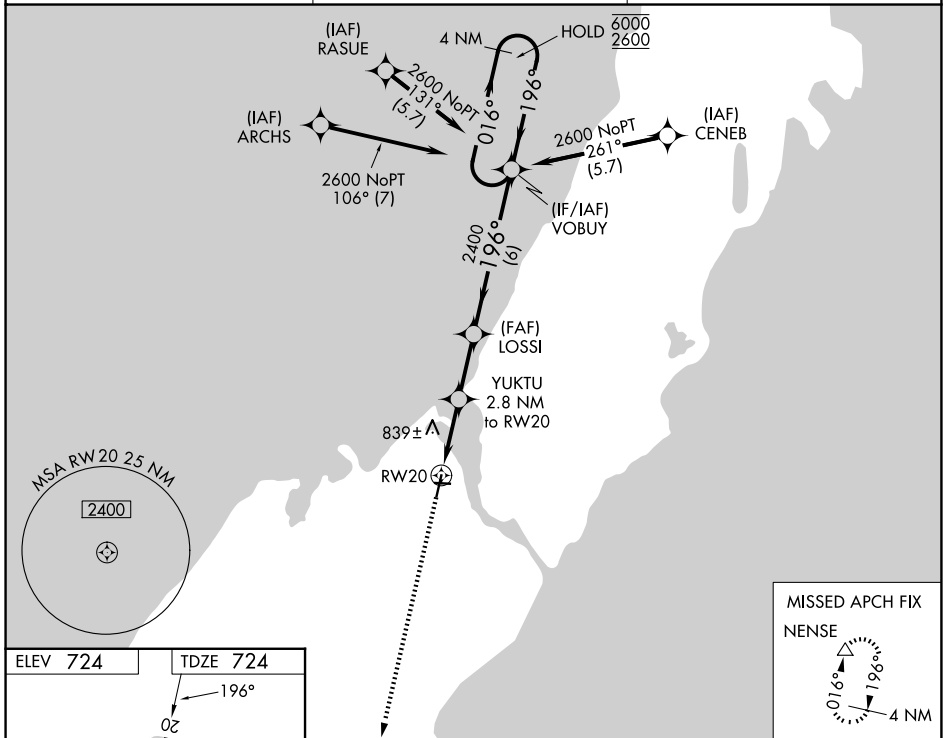 (IAF)
RASUE
4 NM
HOLD
6000
2600
2600 NoPT
131°
(5.7)
016°
196°
(IAF)
ARCHS
2600 NoPT
106° (7)
(IAF)
CENEB
2600 NoPT
261°
(5.7)
(IF/IAF)
VOBUY
2400
196°
(6)
(FAF)
LOSSI
YUKTU
2.8 NM
to RW20
839±
RW20
MSA RW20 25 NM
2400
MISSED APCH FIX
NENSE
016°
196°
4 NM
ELEV 724
TDZE 724
196°
20